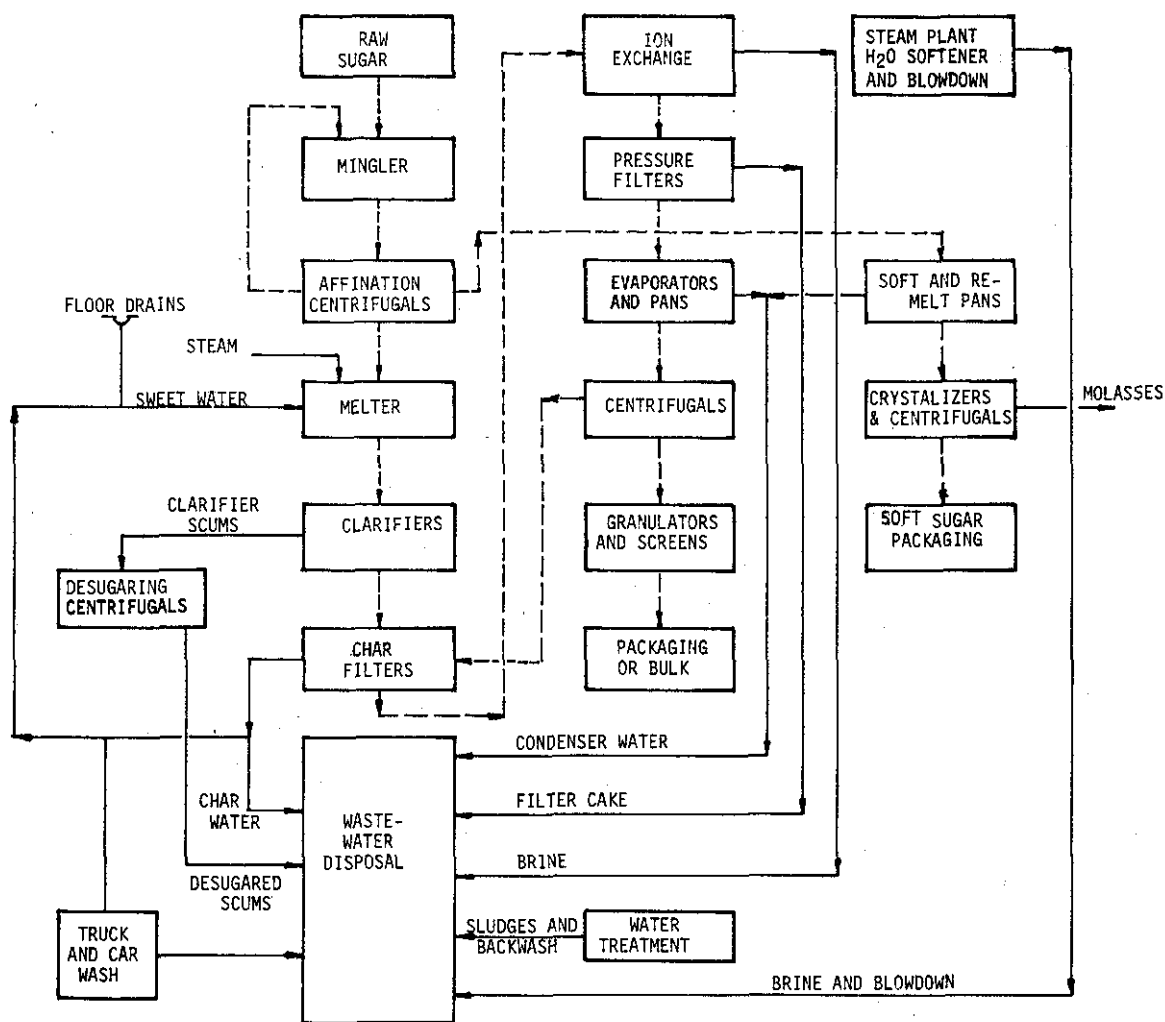 RAW
SUGAR
ION
EXCHANGE
STEAM PLANT
H2O SOFTENER
AND BLOWDOWN
MINGLER
PRESSURE
FILTERS
AFFINATION
CENTRIFUGALS
EVAPORATORS
AND PANS
SOFT AND RE-
MELT PANS
FLOOR DRAINS
STEAM
SWEET WATER
MELTER
CENTRIFUGALS
CRYSTALIZERS
& CENTRIFUGALS
MOLASSES
CLARIFIER
SCUMS
CLARIFIERS
GRANULATORS
AND SCREENS
SOFT SUGAR
PACKAGING
DESUGARING
CENTRIFUGALS
CHAR
FILTERS
PACKAGING
OR BULK
CONDENSER WATER
CHAR
WATER
FILTER CAKE
WASTE-
WATER
DISPOSAL
BRINE
DESUGARED
SCUMS
TRUCK
AND CAR
WASH
SLUDGES AND
BACKWASH
WATER
TREATMENT
BRINE AND BLOWDOWN